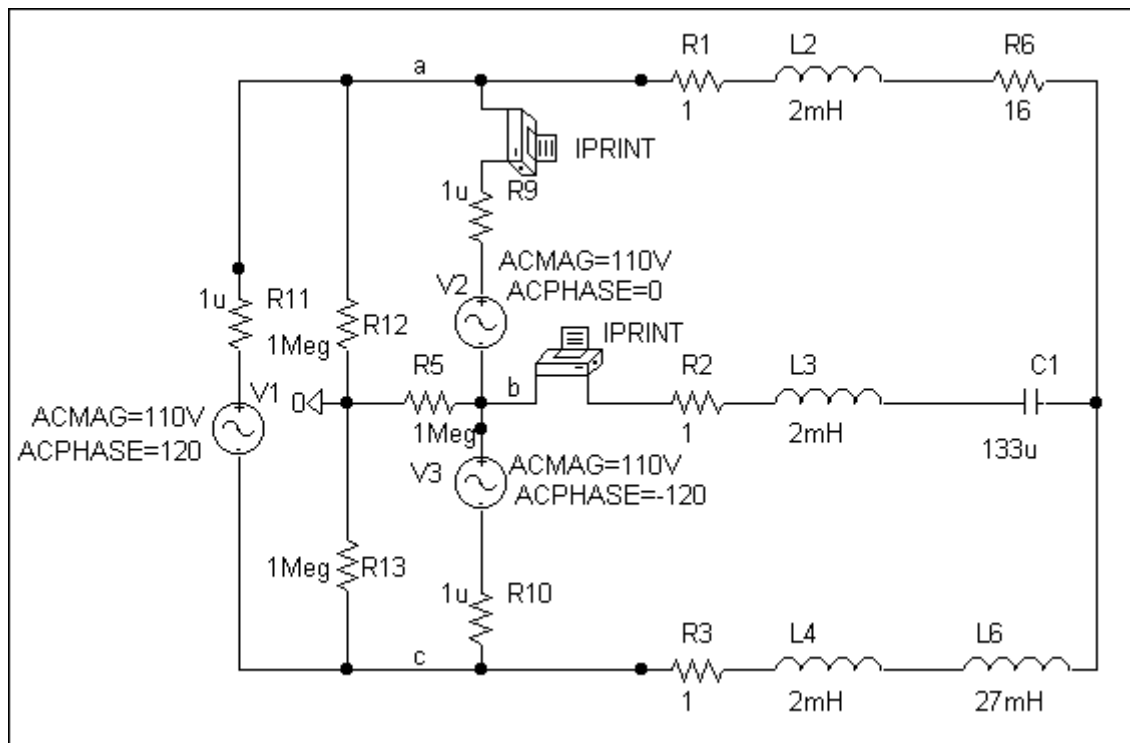 R1 L2 R6
a
1 2mH 16
IPRINT
1u R9
ACMAG=110V
ACPHASE=0
V2
1u R11
R12
1Meg
IPRINT
R5
R2 L3 C1
V1 0 b
ACMAG=110V
ACPHASE=120
1Meg
1 2mH 133u
V3
ACMAG=110V
ACPHASE=-120
1Meg R13
1u R10
R3 L4 L6
c
1 2mH 27mH